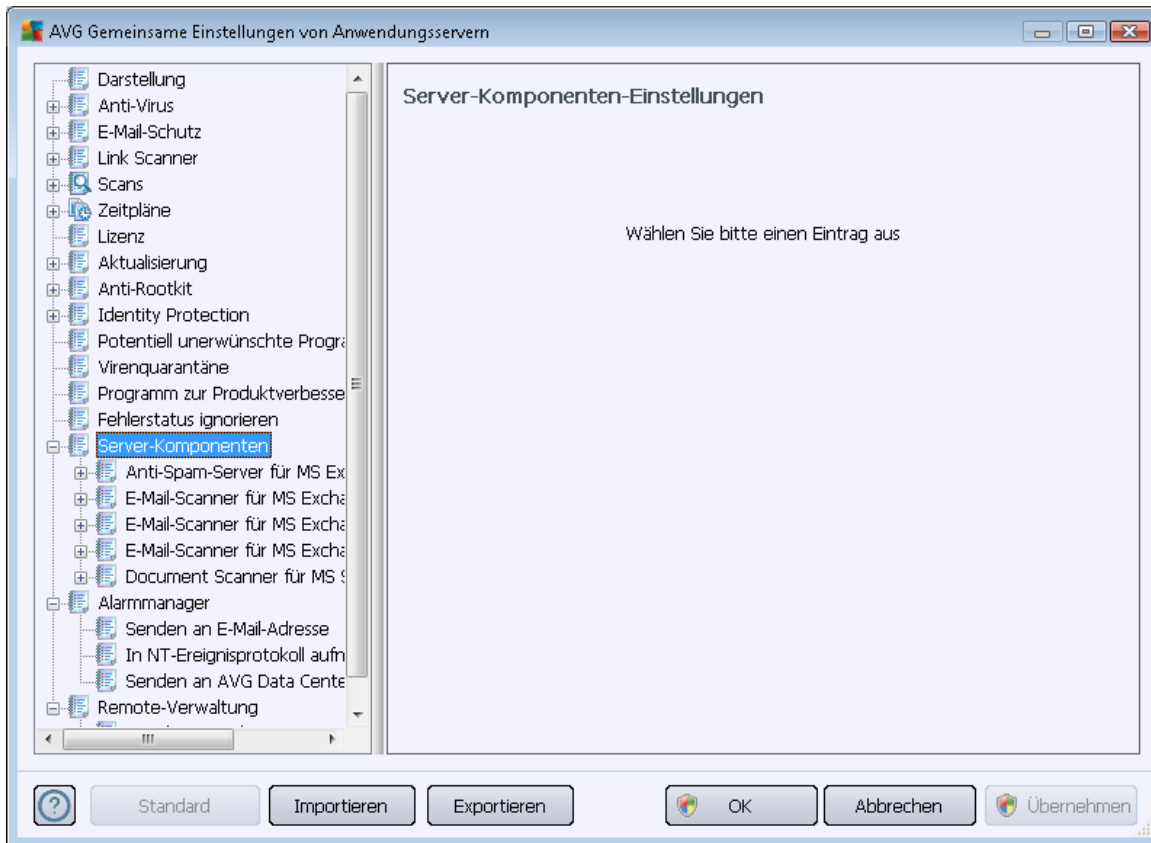 AVG Gemeinsame Einstellungen von Anwendungsservern
Darstellung
Anti-Virus
E-Mail-Schutz
Link Scanner
Scans
Zeitpläne
Lizenz
Aktualisierung
Anti-Rootkit
Identity Protection
Potentiell unerwünschte Progra
Virenquarantäne
Programm zur Produktverbesse
Fehlerstatus ignorieren
Server-Komponenten
Anti-Spam-Server für MS Ex
E-Mail-Scanner für MS Excha
E-Mail-Scanner für MS Excha
E-Mail-Scanner für MS Excha
Document Scanner für MS S
Alarmmanager
Senden an E-Mail-Adresse
In NT-Ereignisprotokoll aufn
Senden an AVG Data Cente
Remote-Verwaltung
Server-Komponenten-Einstellungen
Wählen Sie bitte einen Eintrag aus
Standard
Importieren
Exportieren
OK
Abbrechen
Übernehmen